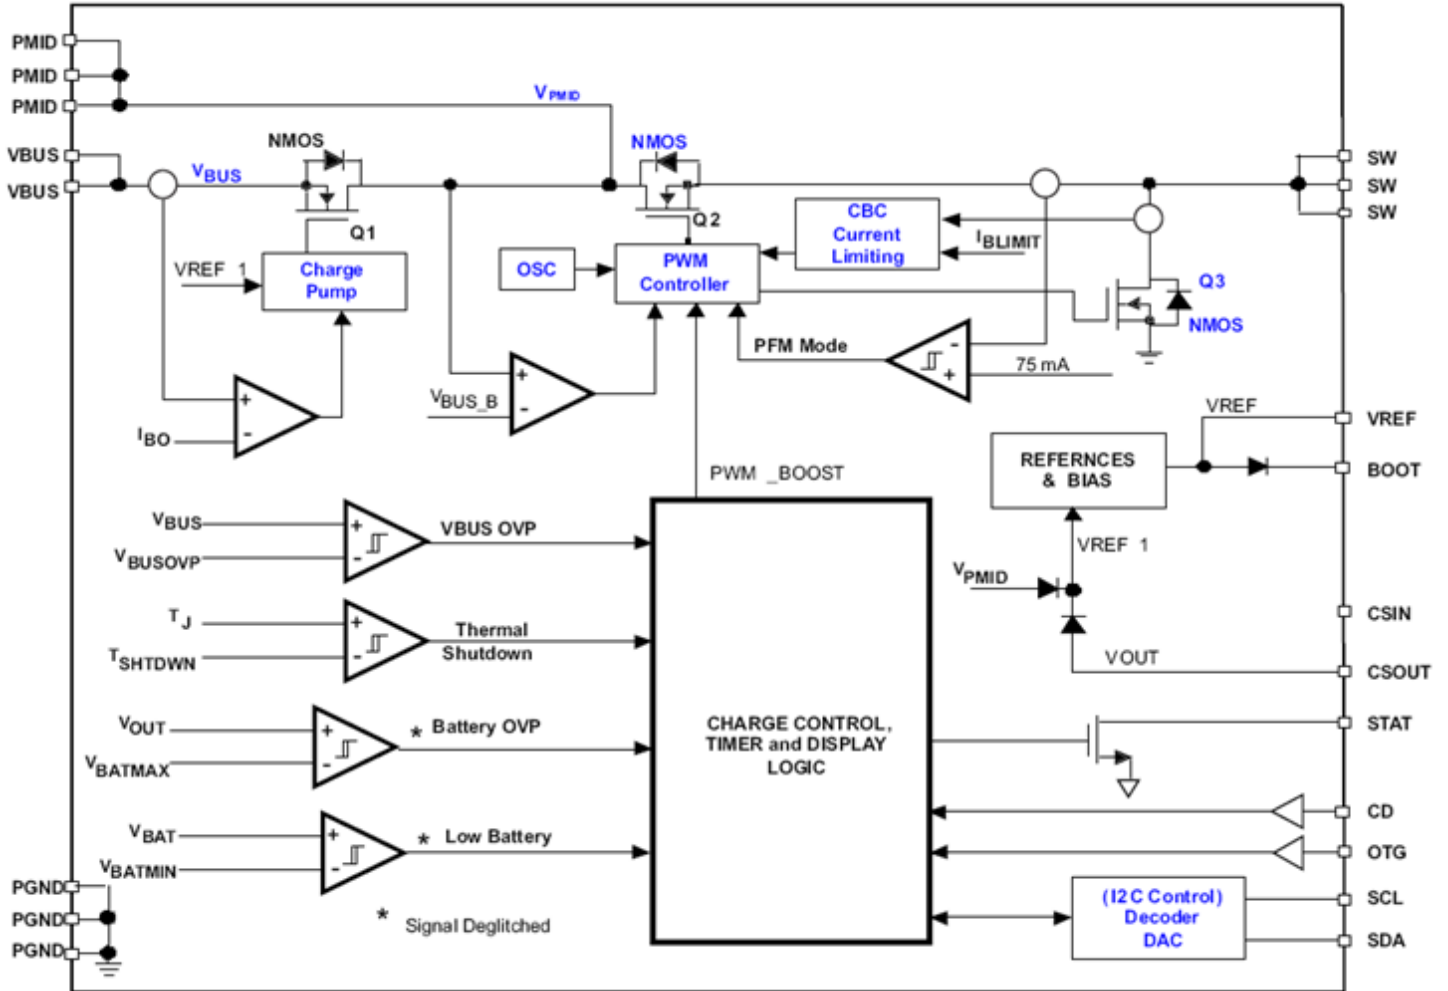 PMID
PMID
PMID
VPMID
VBUS
VBUS
VBUS
NMOS
Q1
NMOS
Q2
SW
SW
SW
CBC
Current
Limiting
IBLIMIT
OSC
PWM
Controller
VREF 1
Charge
Pump
Q3
NMOS
PFM Mode
-
+
75 mA
+
-
VBUS_B
+
-
IBO
VREF
VREF
BOOT
REFERNCES
& BIAS
PWM _BOOST
VREF 1
VPMID
VOUT
CSIN
CSOUT
VBUS
VBUSOVP
+
-
VBUS OVP
TJ
TSHTDWN
+
-
Thermal
Shutdown
VOUT
VBATMAX
+
-
* Battery OVP
VBAT
VBATMIN
+
-
* Low Battery
* Signal Deglitched
CHARGE CONTROL,
TIMER and DISPLAY
LOGIC
STAT
CD
OTG
(I2C Control)
Decoder
DAC
SCL
SDA
PGND
PGND
PGND